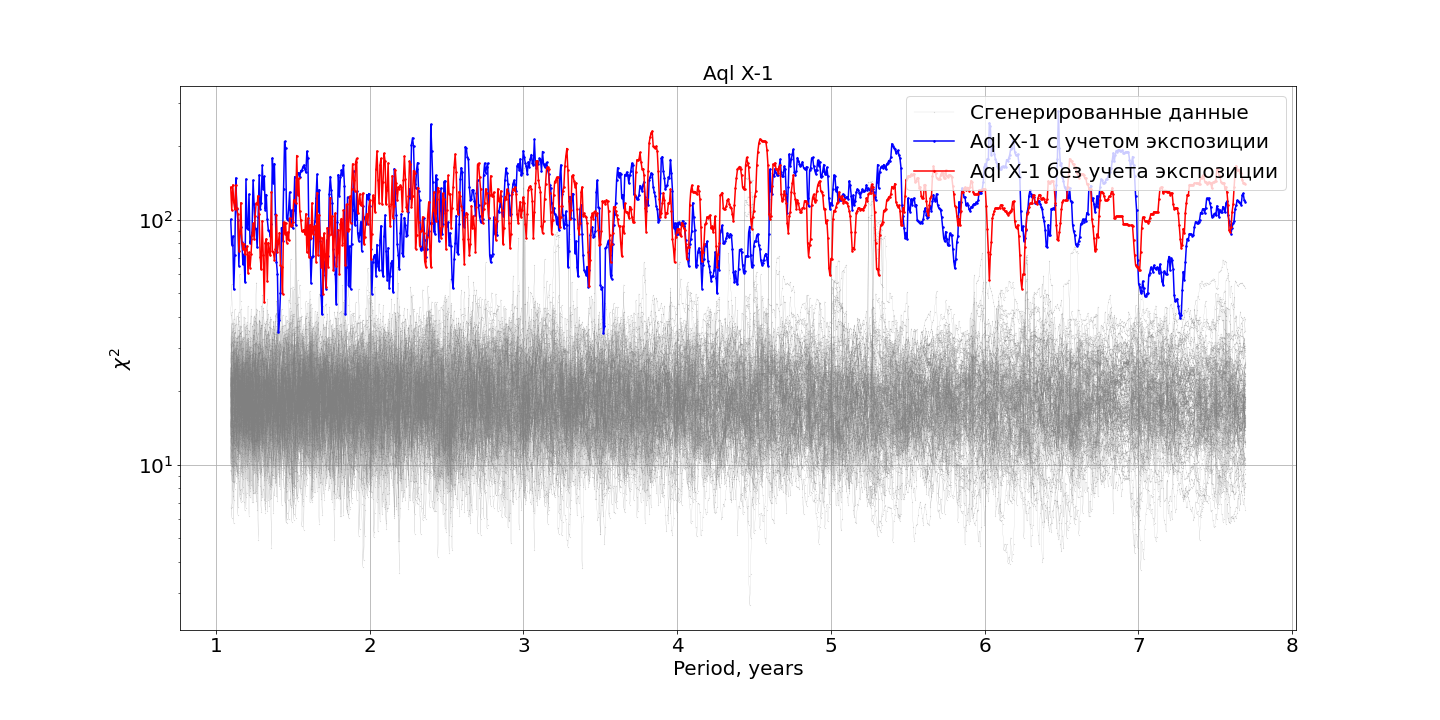 Aql X-1
Сгенерированные данные
Aql X-1 с учетом экспозиции
Aql X-1 без учета экспозиции
10²
10¹
χ²
1 2 3 4 5 6 7 8
Period, years